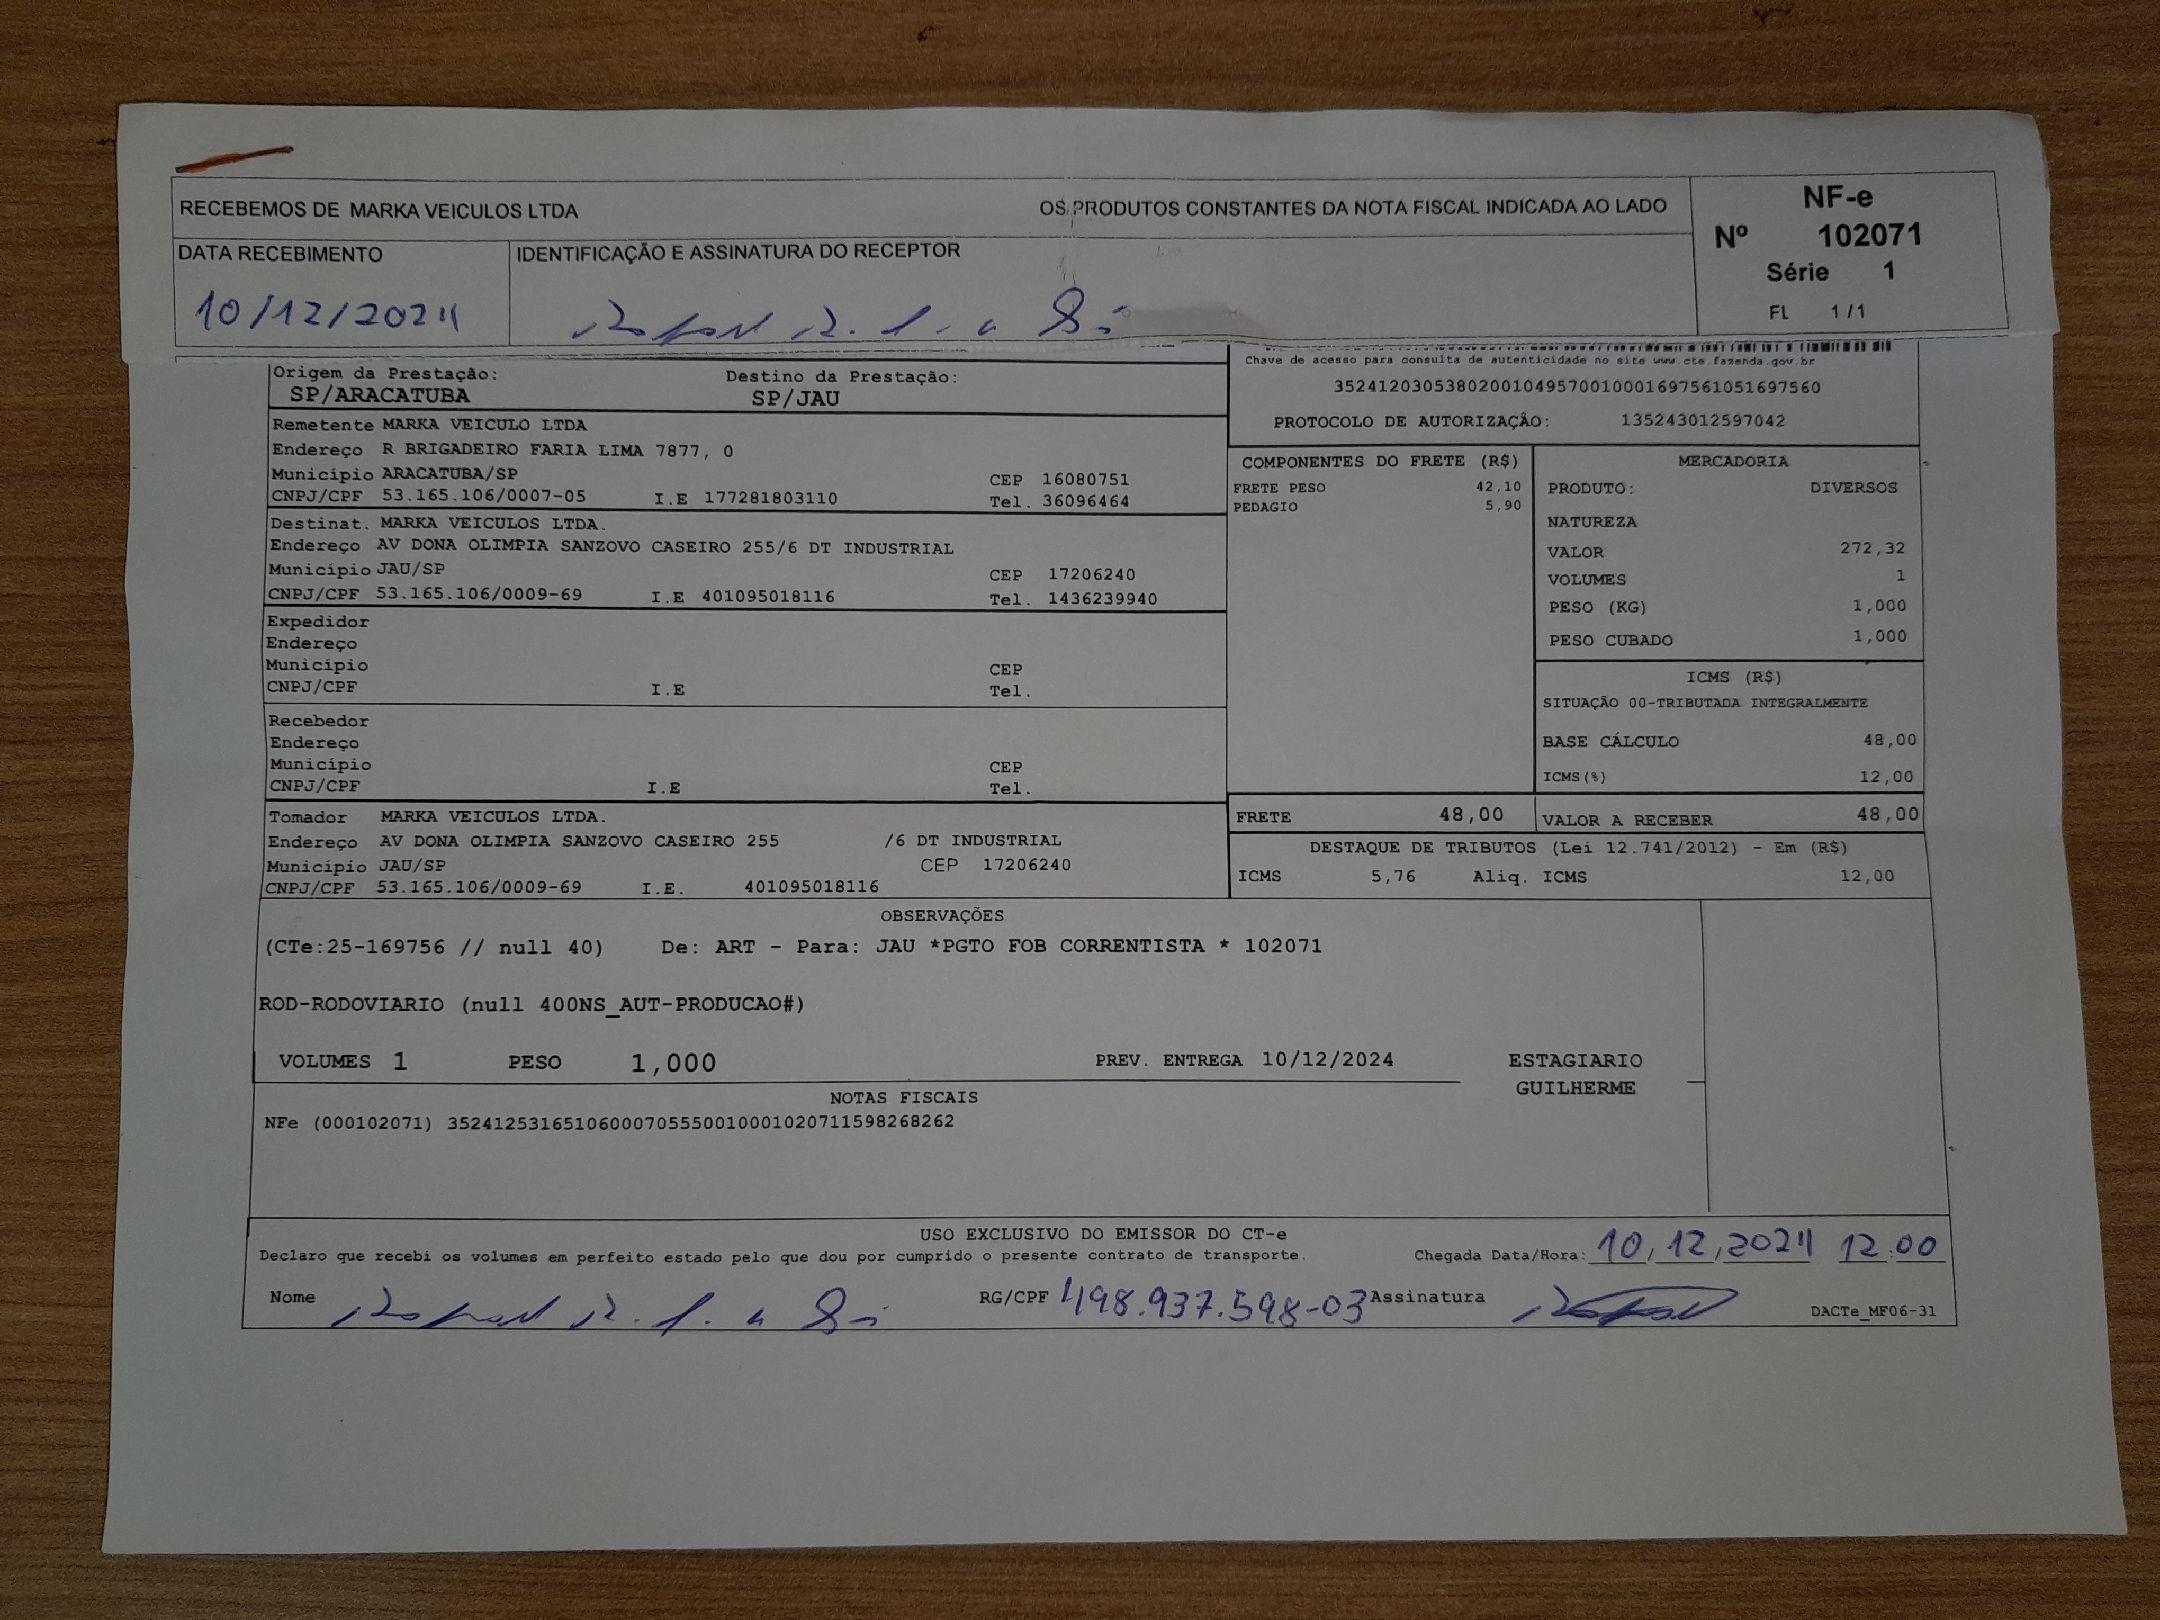 RECEBEMOS DE MARKA VEICULOS LTDA OS PRODUTOS CONSTANTES DA NOTA FISCAL INDICADA AO LADO
NF-e
Nº 102071
Série 1
FL 1 / 1
DATA RECEBIMENTO
10/12/2024
IDENTIFICAÇÃO E ASSINATURA DO RECEPTOR
Origem da Prestação: Destino da Prestação:
SP/ARACATUBA SP/JAU
Chave de acesso para consulta de autenticidade no site www.cte.fazenda.gov.br
35241203053802001049570010001697561051697560
PROTOCOLO DE AUTORIZAÇÃO: 135243012597042
Remetente MARKA VEICULO LTDA
Endereço R BRIGADEIRO FARIA LIMA 7877, 0
Município ARACATUBA/SP CEP 16080751
CNPJ/CPF 53.165.106/0007-05 I.E 177281803110 Tel. 36096464
Destinat. MARKA VEICULOS LTDA.
Endereço AV DONA OLIMPIA SANZOVO CASEIRO 255/6 DT INDUSTRIAL
Município JAU/SP CEP 17206240
CNPJ/CPF 53.165.106/0009-69 I.E 401095018116 Tel. 1436239940
Expedidor
Endereço
Município CEP
CNPJ/CPF I.E Tel.
Recebedor
Endereço
Município CEP
CNPJ/CPF I.E Tel.
Tomador MARKA VEICULOS LTDA.
Endereço AV DONA OLIMPIA SANZOVO CASEIRO 255 /6 DT INDUSTRIAL
Município JAU/SP CEP 17206240
CNPJ/CPF 53.165.106/0009-69 I.E. 401095018116
COMPONENTES DO FRETE (R$)
FRETE PESO 42,10
PEDAGIO 5,90
MERCADORIA
PRODUTO: DIVERSOS
NATUREZA
VALOR 272,32
VOLUMES 1
PESO (KG) 1,000
PESO CUBADO 1,000
ICMS (R$)
SITUAÇÃO 00-TRIBUTADA INTEGRALMENTE
BASE CÁLCULO 48,00
ICMS(%) 12,00
FRETE 48,00 VALOR A RECEBER 48,00
DESTAQUE DE TRIBUTOS (Lei 12.741/2012) - Em (R$)
ICMS 5,76 Aliq. ICMS 12,00
OBSERVAÇÕES
(CTe:25-169756 // null 40) De: ART - Para: JAU *PGTO FOB CORRENTISTA * 102071
ROD-RODOVIARIO (null 400NS_AUT-PRODUCAO#)
VOLUMES 1 PESO 1,000 PREV. ENTREGA 10/12/2024 ESTAGIARIO
GUILHERME
NOTAS FISCAIS
NFe (000102071) 35241253165106000705550010001020711598268262
USO EXCLUSIVO DO EMISSOR DO CT-e
Declaro que recebi os volumes em perfeito estado pelo que dou por cumprido o presente contrato de transporte. Chegada Data/Hora: 10,12,2024 12:00
Nome RG/CPF 498.937.598-03 Assinatura DACTe_MF06-31